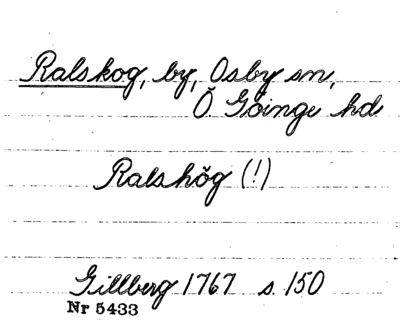 Ralskog, by, Osby sn,
Ö Göinge hd
Ralshög (!)
Gillberg 1767 s. 150
Nr 5433